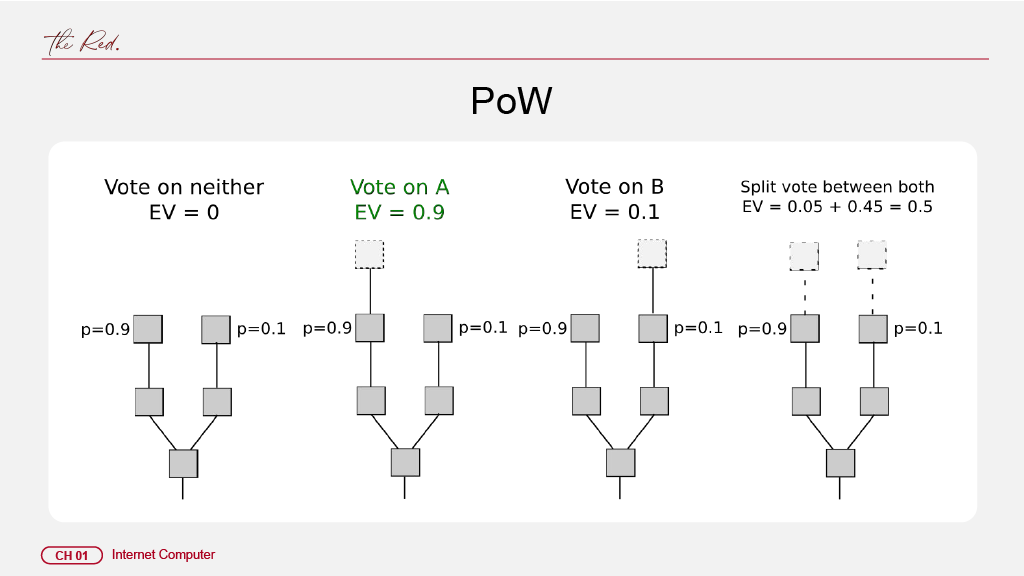 the Red.
PoW
Vote on neither
EV = 0
Vote on A
EV = 0.9
Vote on B
EV = 0.1
Split vote between both
EV = 0.05 + 0.45 = 0.5
p=0.9
p=0.1
p=0.9
p=0.1
p=0.9
p=0.1
p=0.9
p=0.1
CH 01
Internet Computer